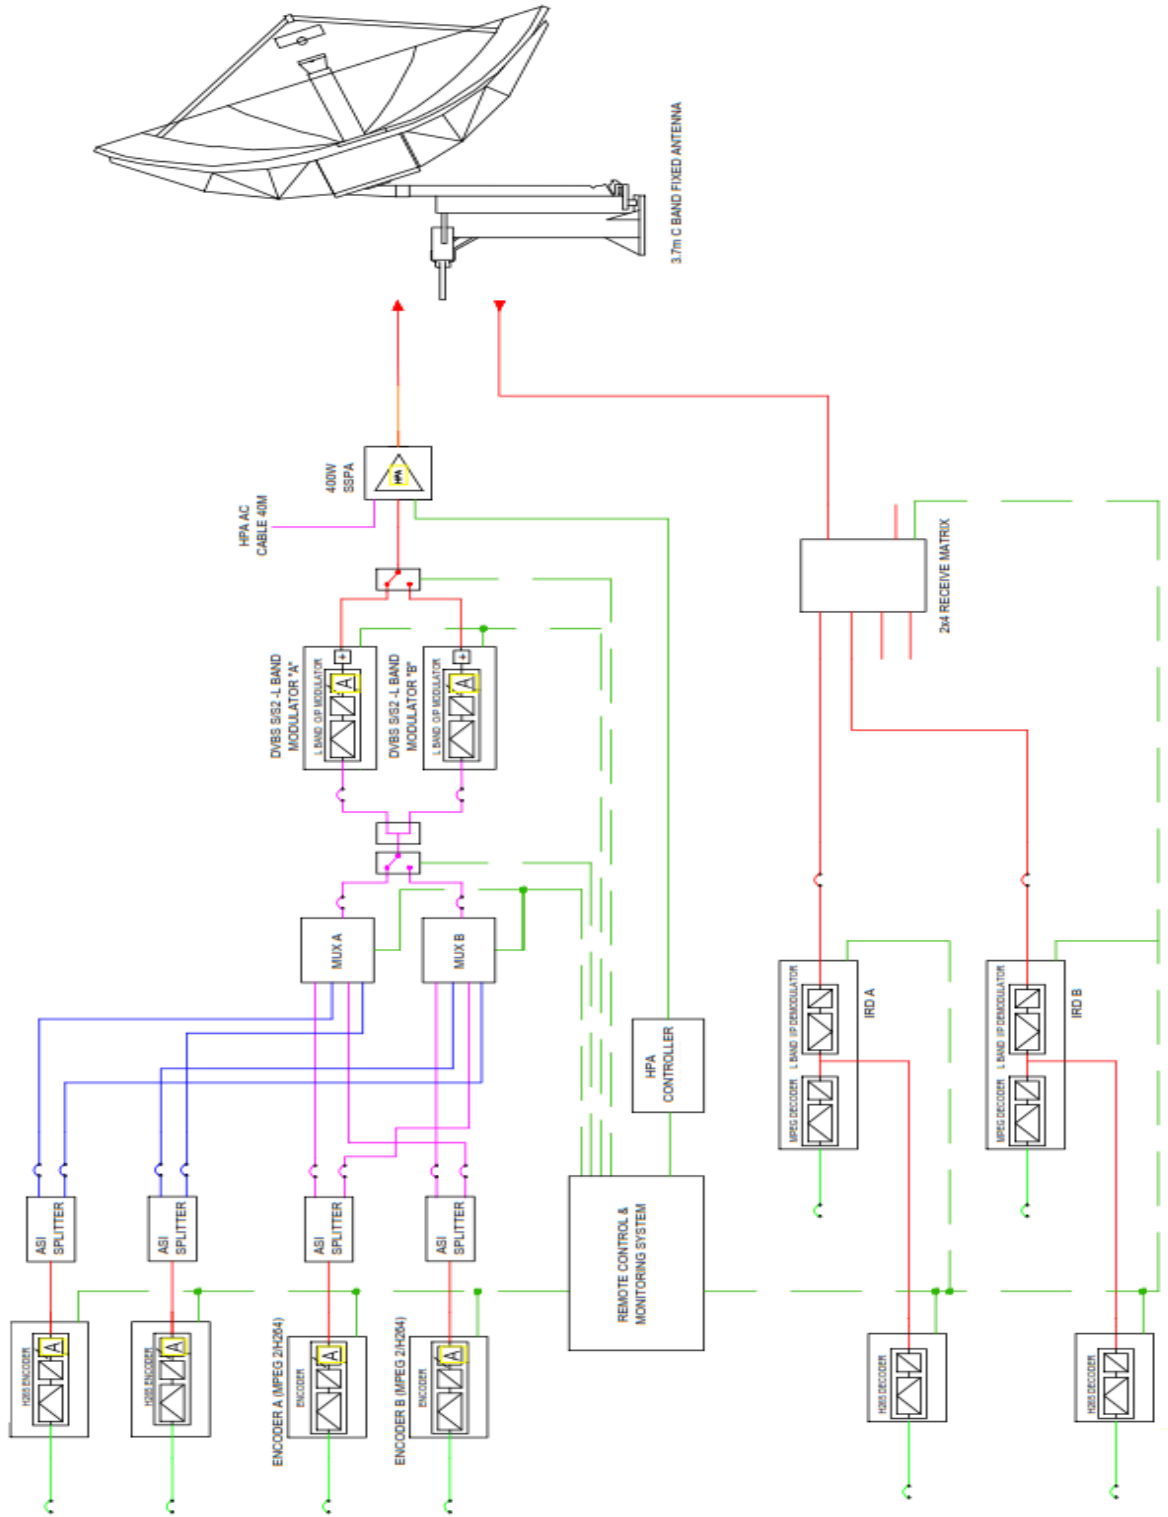 3.7m C BAND FIXED ANTENNA
HPA AC
CABLE 40M
400W
SSPA
HPA
2x4 RECEIVE MATRIX
DVBS S/S2 -L BAND
MODULATOR "A"
L BAND O/P MODULATOR
A
+
DVBS S/S2 -L BAND
MODULATOR "B"
L BAND O/P MODULATOR
A
+
MUX A
MUX B
HPA
CONTROLLER
L BAND I/P DEMODULATOR
MPEG DECODER
IRD A
L BAND I/P DEMODULATOR
MPEG DECODER
IRD B
ASI
SPLITTER
ASI
SPLITTER
ASI
SPLITTER
ASI
SPLITTER
REMOTE CONTROL &
MONITORING SYSTEM
H265 ENCODER
A
H265 ENCODER
A
ENCODER A (MPEG 2/H264)
ENCODER
A
ENCODER B (MPEG 2/H264)
ENCODER
A
H265 DECODER
H265 DECODER